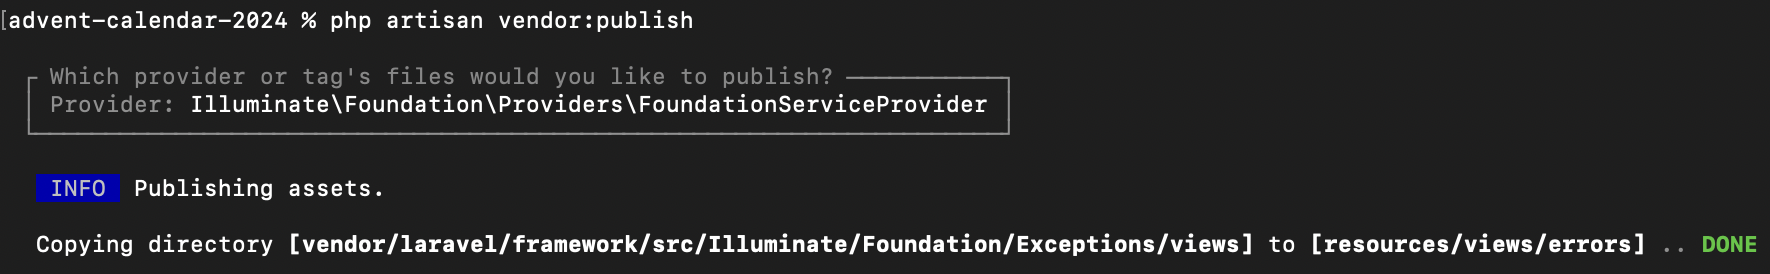 [advent-calendar-2024 % php artisan vendor:publish
Which provider or tag's files would you like to publish?
Provider: Illuminate\Foundation\Providers\FoundationServiceProvider
INFO Publishing assets.
Copying directory [vendor/laravel/framework/src/Illuminate/Foundation/Exceptions/views] to [resources/views/errors] .. DONE